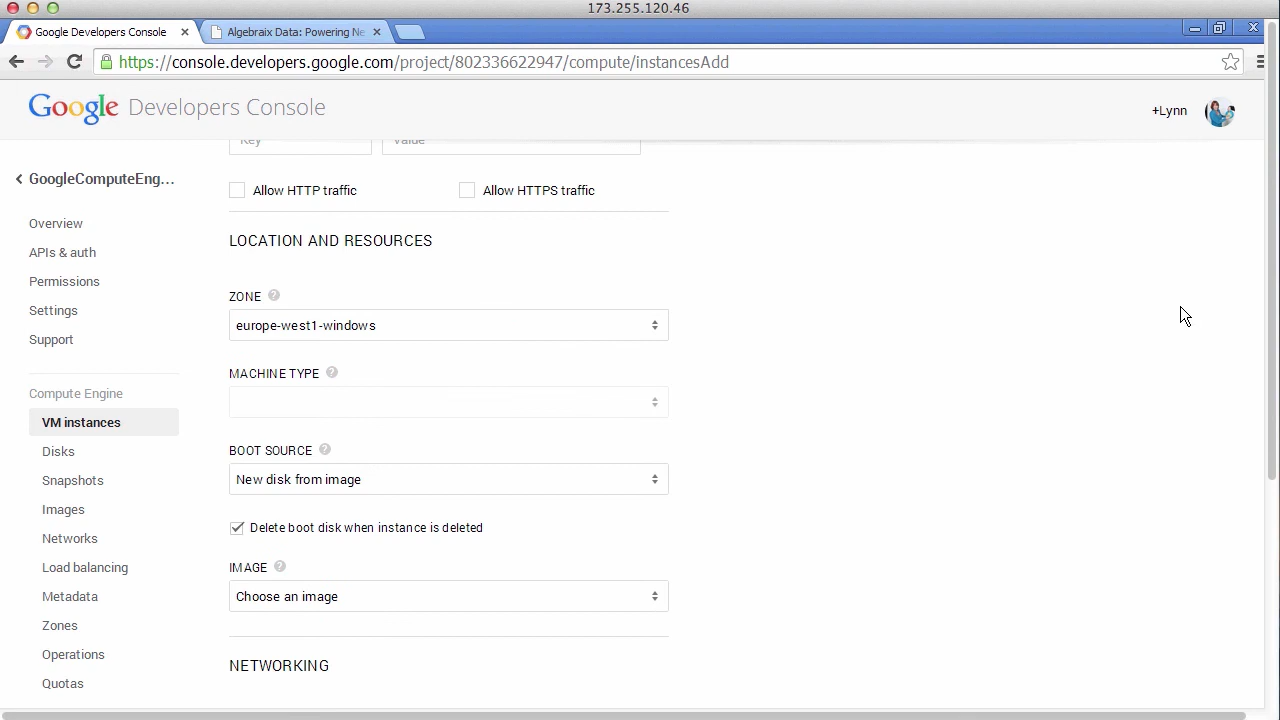 173.255.120.46
Google Developers Console
Algebraix Data: Powering Ne
https://console.developers.google.com/project/802336622947/compute/instancesAdd
Google Developers Console
+Lynn
GoogleComputeEng...
Overview
APIs & auth
Permissions
Settings
Support
Compute Engine
VM instances
Disks
Snapshots
Images
Networks
Load balancing
Metadata
Zones
Operations
Quotas
Key
Value
Allow HTTP traffic
Allow HTTPS traffic
LOCATION AND RESOURCES
ZONE ?
europe-west1-windows
MACHINE TYPE ?
BOOT SOURCE ?
New disk from image
Delete boot disk when instance is deleted
IMAGE ?
Choose an image
NETWORKING